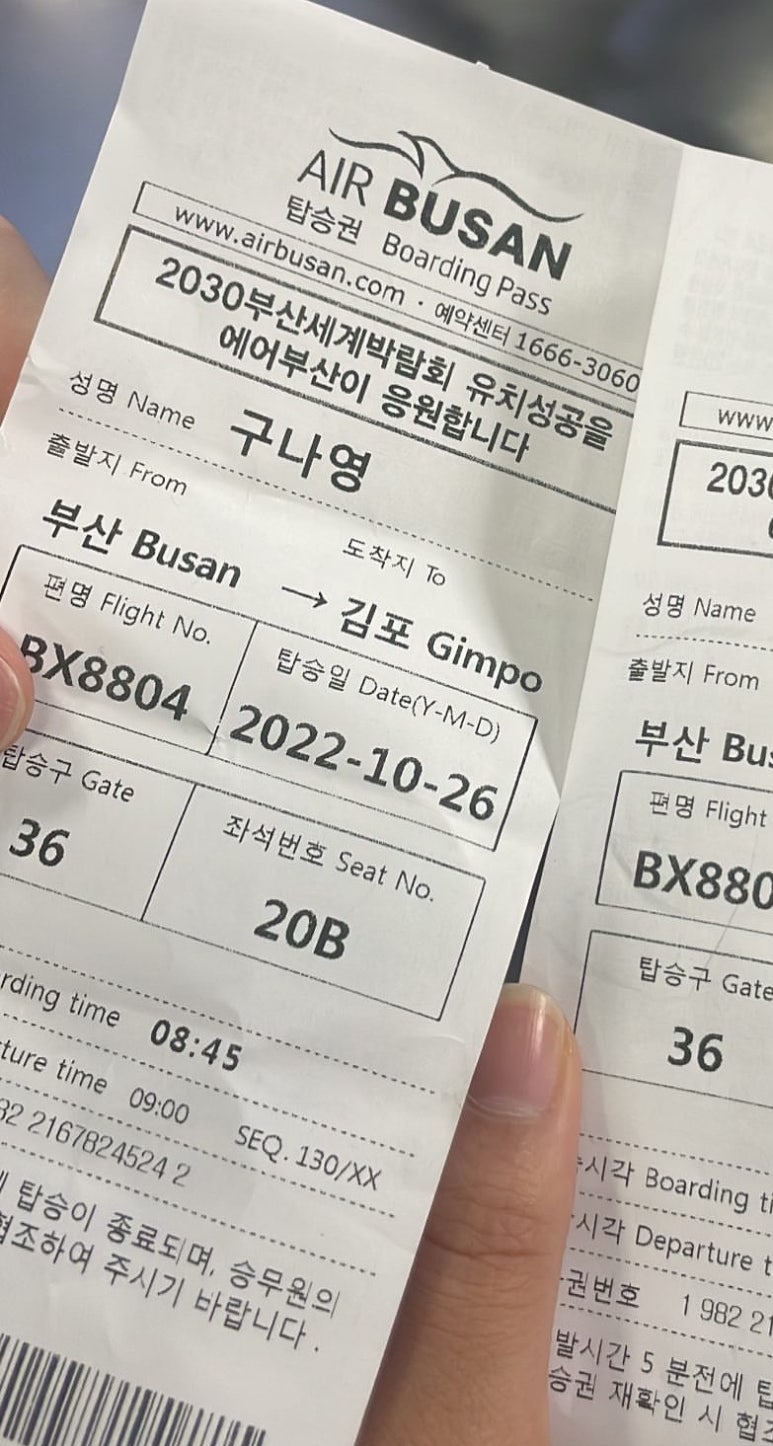 AIR BUSAN
탑승권 Boarding Pass
www.airbusan.com · 예약센터 1666-3060
2030부산세계박람회 유치성공을
에어부산이 응원합니다
성명 Name 구나영
출발지 From
도착지 To
부산 Busan → 김포 Gimpo
편명 Flight No.
탑승일 Date(Y-M-D)
BX8804
2022-10-26
탑승구 Gate
좌석번호 Seat No.
36
20B
rding time 08:45
ture time 09:00 SEQ. 130/XX
82 2167824524 2
탑승이 종료되며, 승무원의
협조하여 주시기 바랍니다.
www
2030
성명 Name
출발지 From
부산 Bus
편명 Flight
BX880
탑승구 Gate
36
시각 Boarding ti
시각 Departure t
권번호 1 982 21
발시간 5 분전에 탑
승권 재확인 시 협조